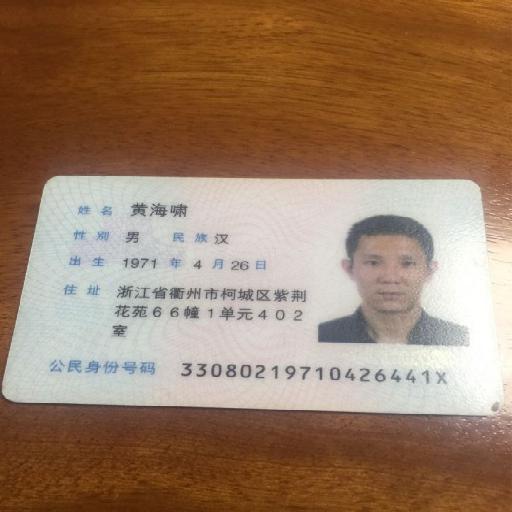 姓名 黄海啸
性别 男 民族 汉
出生 1971 年 4 月 26 日
住址 浙江省衢州市柯城区紫荆
花苑66幢1单元402
室
公民身份号码 33080219710426441X